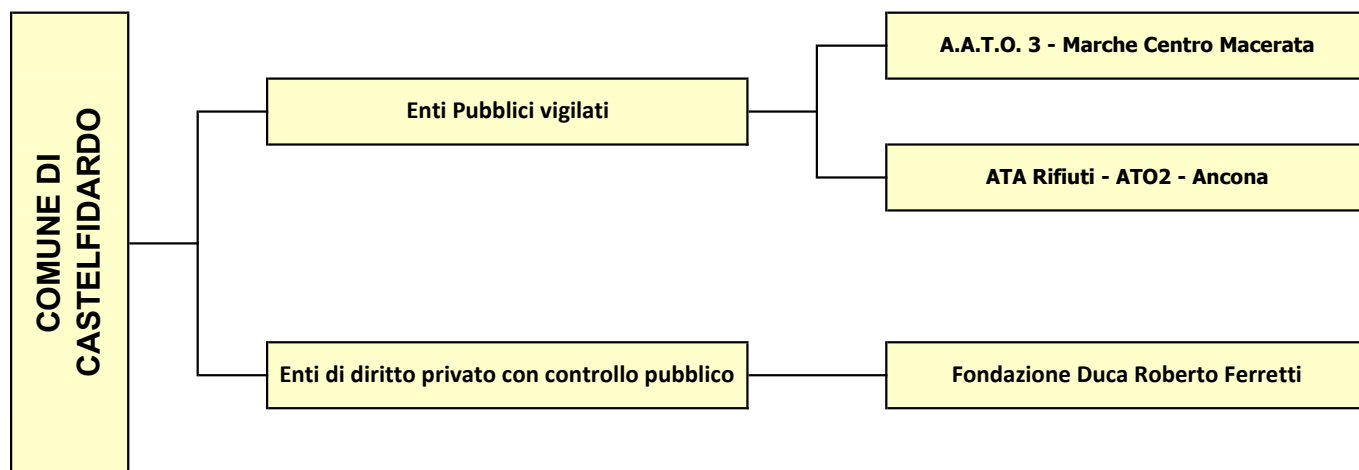 COMUNE DI
CASTELFIDARDO
Enti Pubblici vigilati
A.A.T.O. 3 - Marche Centro Macerata
ATA Rifiuti - ATO2 - Ancona
Enti di diritto privato con controllo pubblico
Fondazione Duca Roberto Ferretti